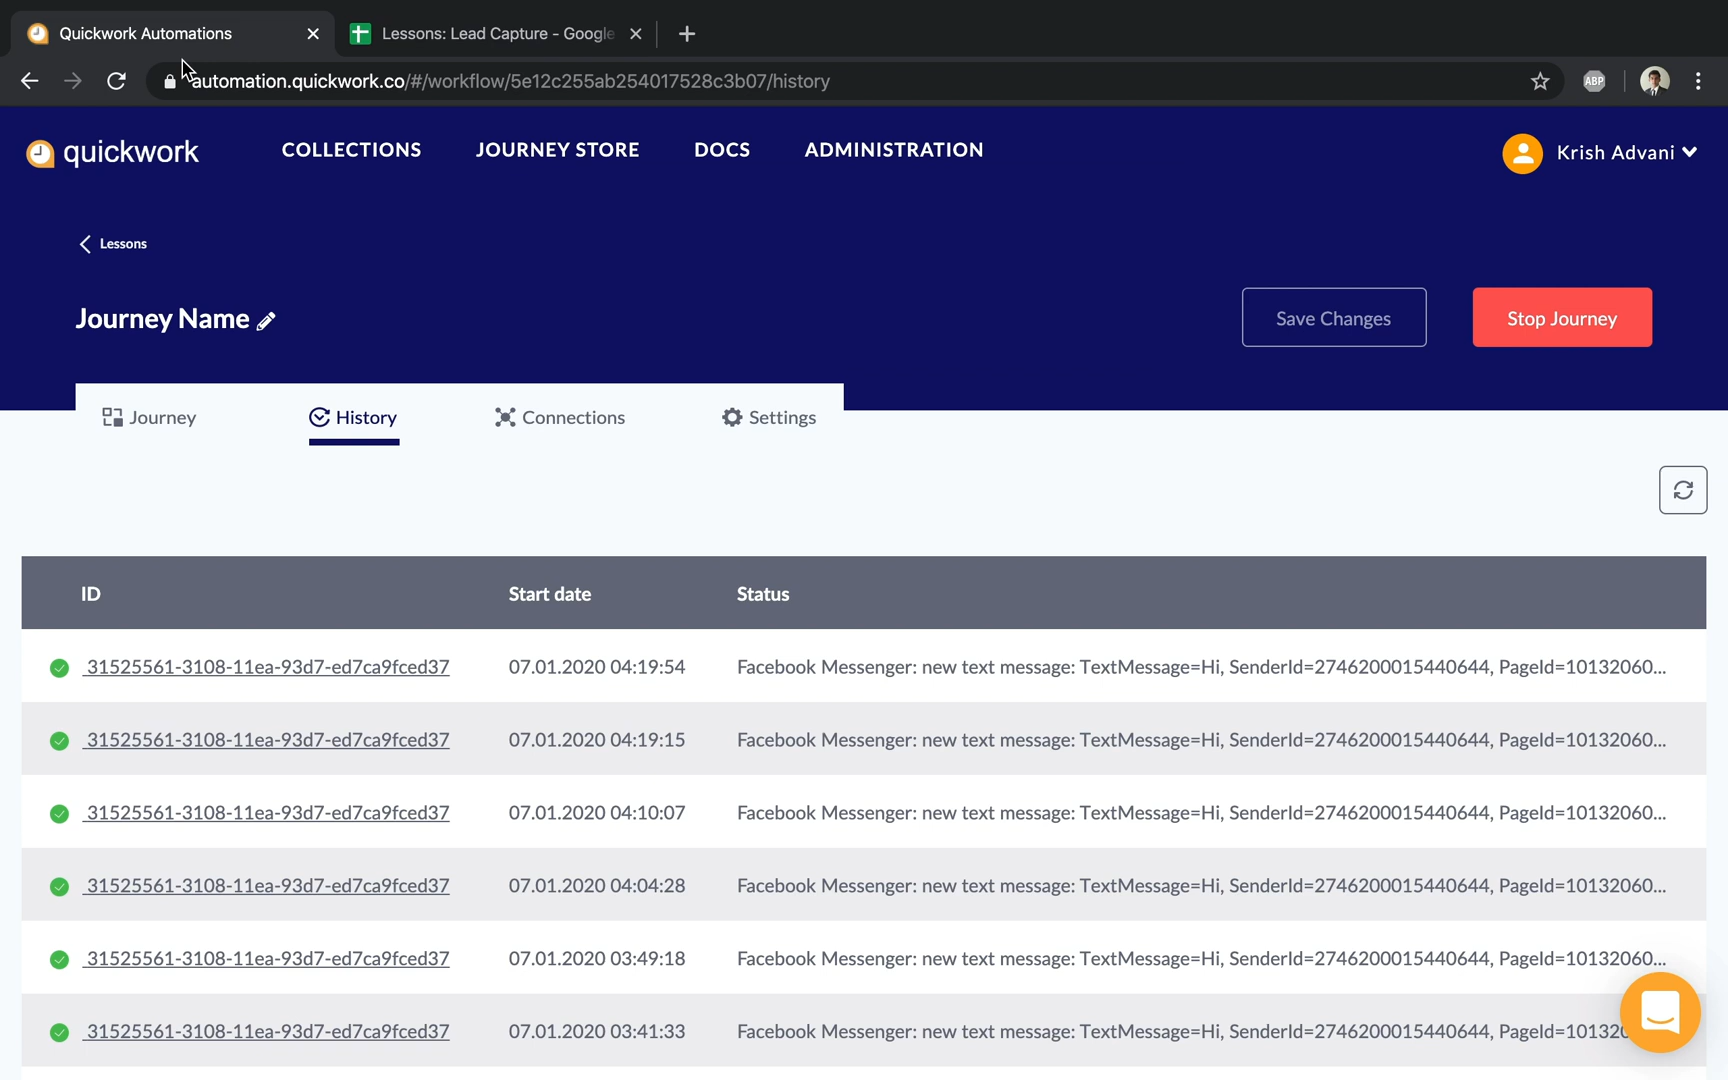 Quickwork Automations
Lessons: Lead Capture - Google
automation.quickwork.co/#/workflow/5e12c255ab254017528c3b07/history
ABP
quickwork
COLLECTIONS
JOURNEY STORE
DOCS
ADMINISTRATION
Krish Advani
Lessons
Journey Name
Save Changes
Stop Journey
Journey
History
Connections
Settings
ID Start date Status
31525561-3108-11ea-93d7-ed7ca9fced37 07.01.2020 04:19:54 Facebook Messenger: new text message: TextMessage=Hi, SenderId=2746200015440644, PageId=10132060...
31525561-3108-11ea-93d7-ed7ca9fced37 07.01.2020 04:19:15 Facebook Messenger: new text message: TextMessage=Hi, SenderId=2746200015440644, PageId=10132060...
31525561-3108-11ea-93d7-ed7ca9fced37 07.01.2020 04:10:07 Facebook Messenger: new text message: TextMessage=Hi, SenderId=2746200015440644, PageId=10132060...
31525561-3108-11ea-93d7-ed7ca9fced37 07.01.2020 04:04:28 Facebook Messenger: new text message: TextMessage=Hi, SenderId=2746200015440644, PageId=10132060...
31525561-3108-11ea-93d7-ed7ca9fced37 07.01.2020 03:49:18 Facebook Messenger: new text message: TextMessage=Hi, SenderId=2746200015440644, PageId=10132060...
31525561-3108-11ea-93d7-ed7ca9fced37 07.01.2020 03:41:33 Facebook Messenger: new text message: TextMessage=Hi, SenderId=2746200015440644, PageId=10132